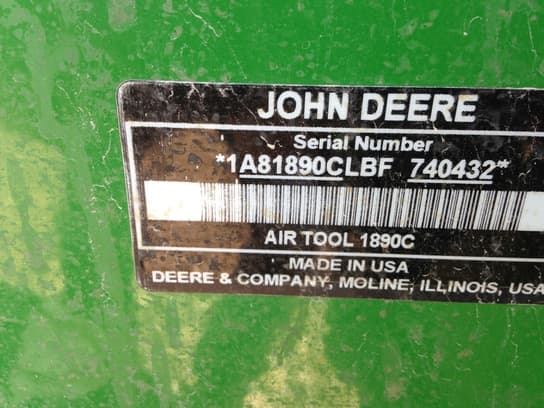 JOHN DEERE
Serial Number
*1A81890CLBF 740432*
AIR TOOL 1890C
MADE IN USA
DEERE & COMPANY, MOLINE, ILLINOIS, USA